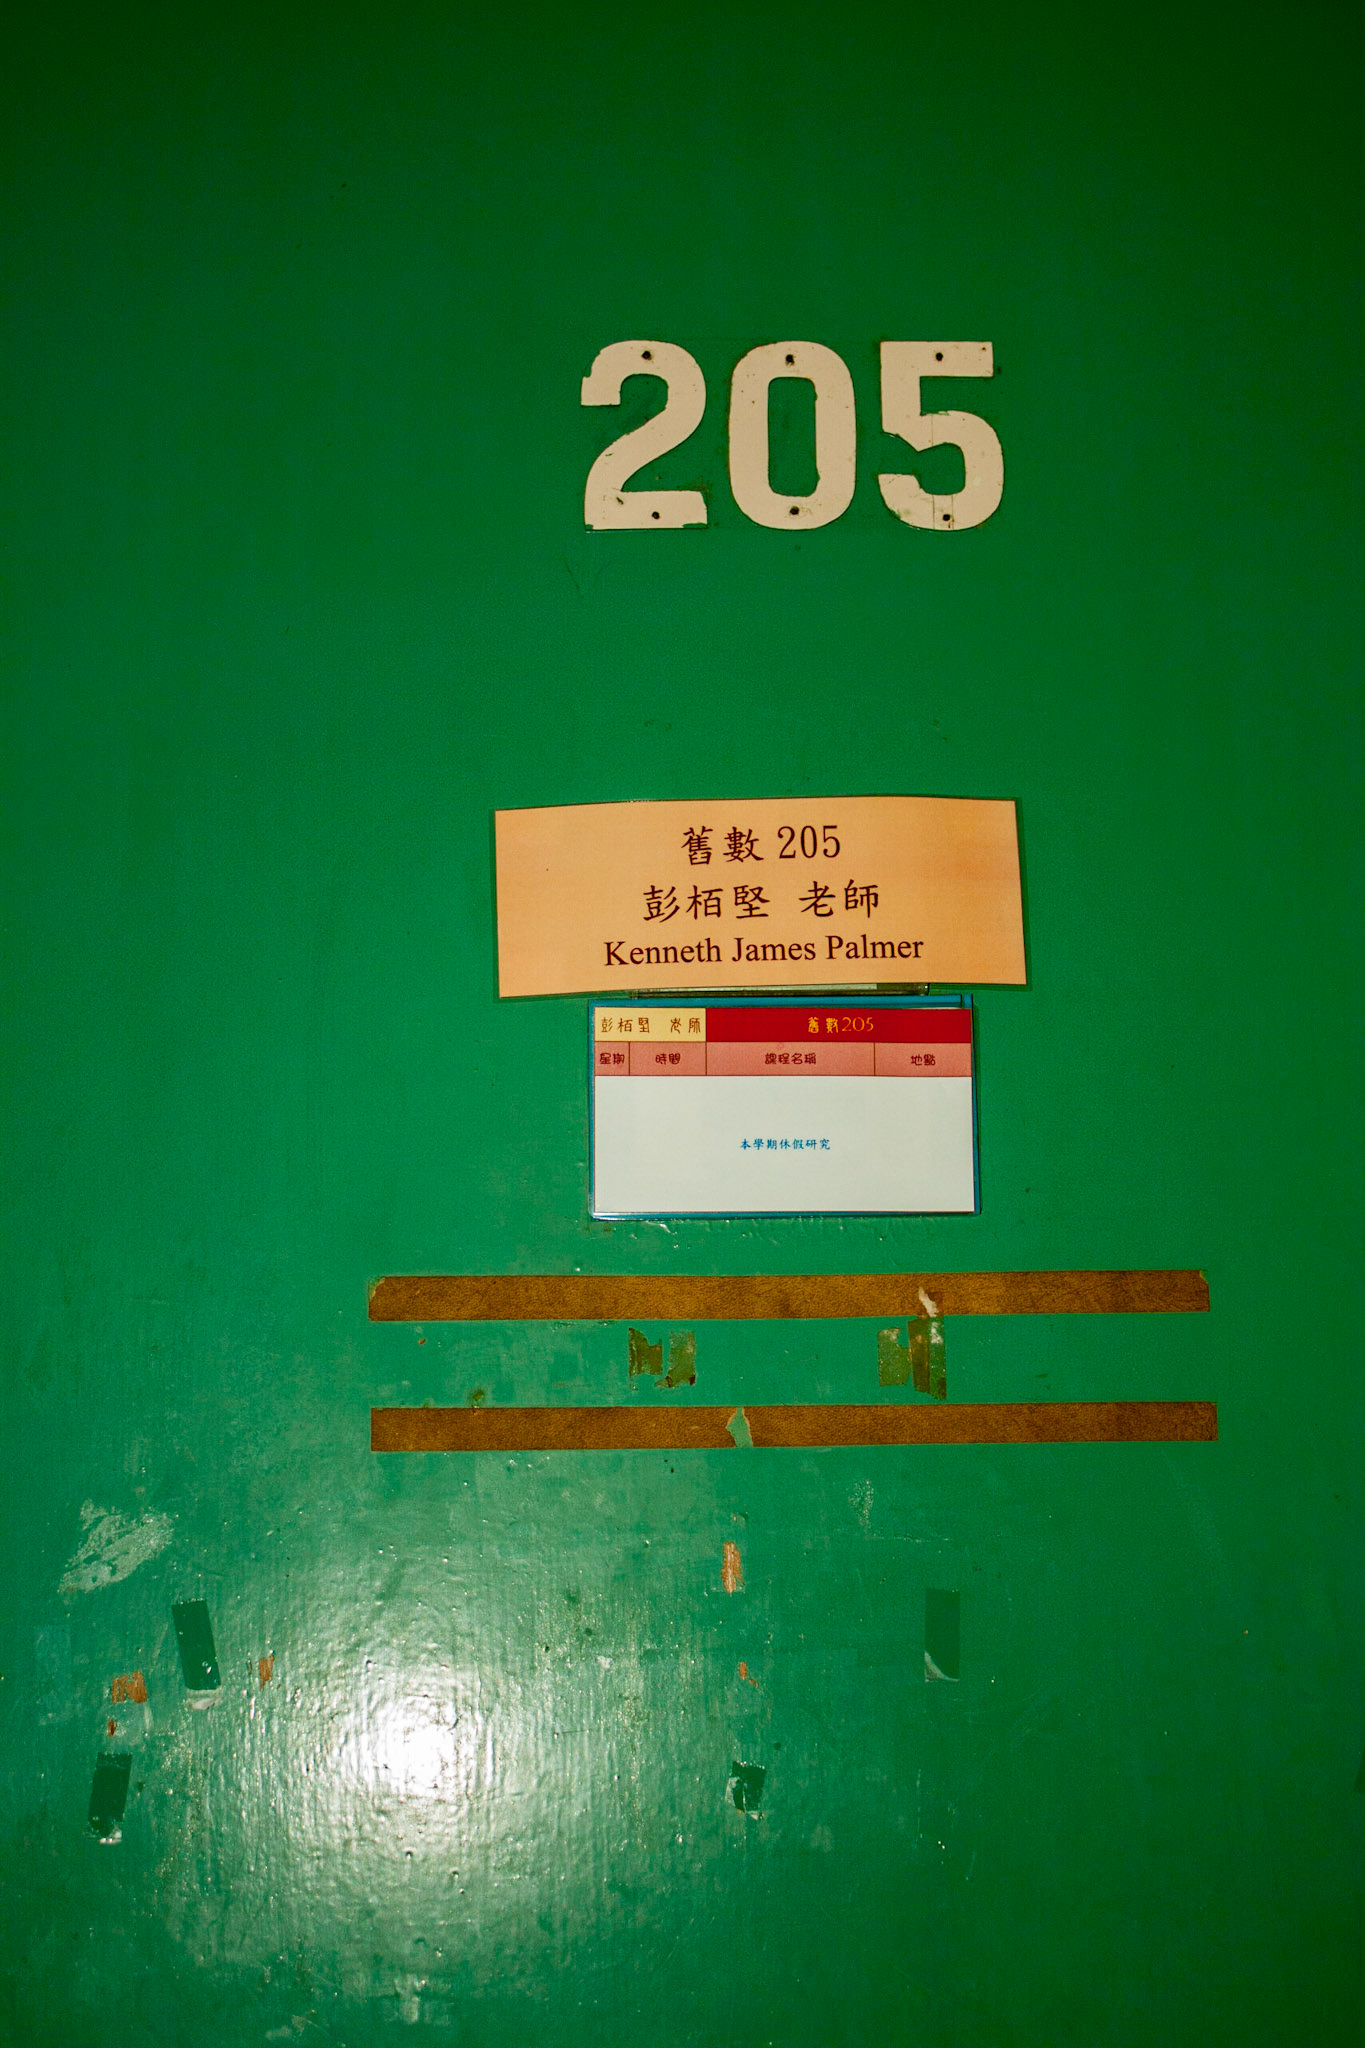 205
舊數 205
彭栢堅 老師
Kenneth James Palmer
彭栢堅 老師 舊數205
星期 時間 課程名稱 地點
本學期休假研究